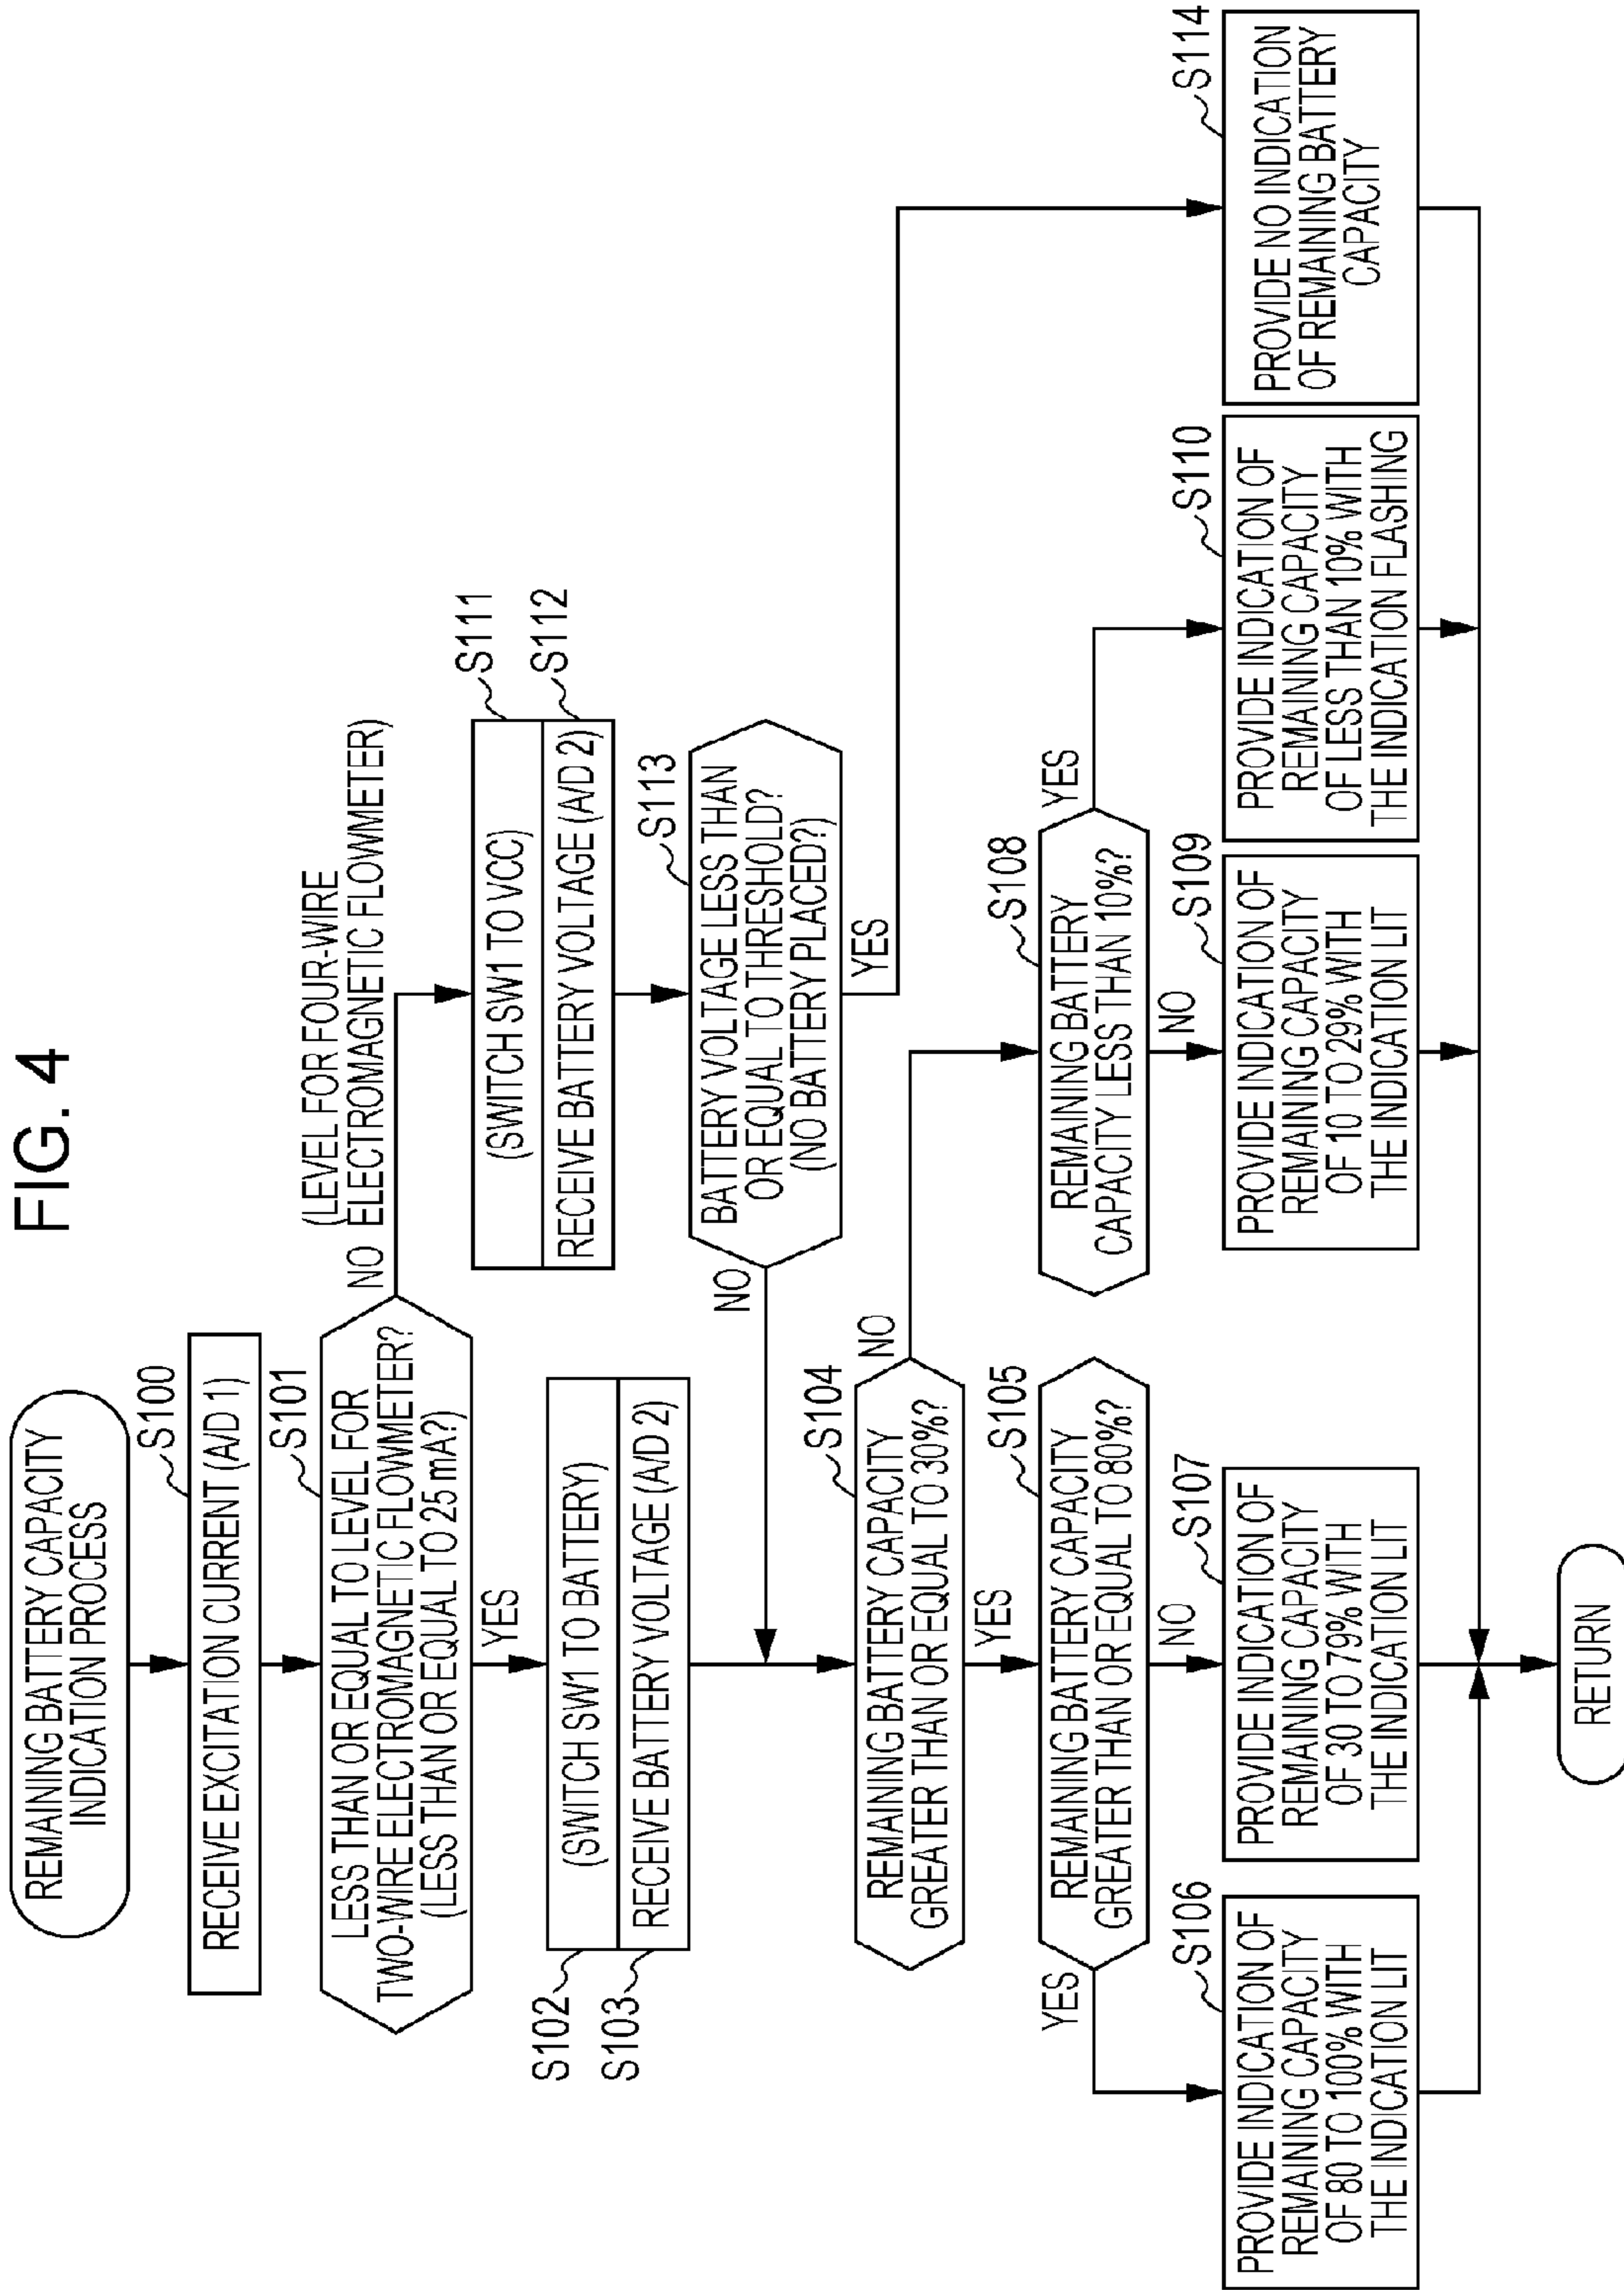 FIG. 4
REMAINING BATTERY CAPACITY
INDICATION PROCESS
S100
RECEIVE EXCITATION CURRENT (A/D 1)
S101
LESS THAN OR EQUAL TO LEVEL FOR
TWO-WIRE ELECTROMAGNETIC FLOWMETER?
(LESS THAN OR EQUAL TO 25 mA?)
NO
(LEVEL FOR FOUR-WIRE
ELECTROMAGNETIC FLOWMETER)
YES
S102
(SWITCH SW1 TO BATTERY)
S103
RECEIVE BATTERY VOLTAGE (A/D 2)
S111
(SWITCH SW1 TO VCC)
S112
RECEIVE BATTERY VOLTAGE (A/D 2)
S113
BATTERY VOLTAGE LESS THAN
OR EQUAL TO THRESHOLD?
(NO BATTERY PLACED?)
NO
YES
S104
REMAINING BATTERY CAPACITY
GREATER THAN OR EQUAL TO 30%?
NO
YES
S105
REMAINING BATTERY CAPACITY
GREATER THAN OR EQUAL TO 80%?
YES
NO
S108
REMAINING BATTERY
CAPACITY LESS THAN 10%?
YES
NO
S106
PROVIDE INDICATION OF
REMAINING CAPACITY
OF 80 TO 100% WITH
THE INDICATION LIT
S107
PROVIDE INDICATION OF
REMAINING CAPACITY
OF 30 TO 79% WITH
THE INDICATION LIT
S109
PROVIDE INDICATION OF
REMAINING CAPACITY
OF 10 TO 29% WITH
THE INDICATION LIT
S110
PROVIDE INDICATION OF
REMAINING CAPACITY
OF LESS THAN 10% WITH
THE INDICATION FLASHING
S114
PROVIDE NO INDICATION
OF REMAINING BATTERY
CAPACITY
RETURN